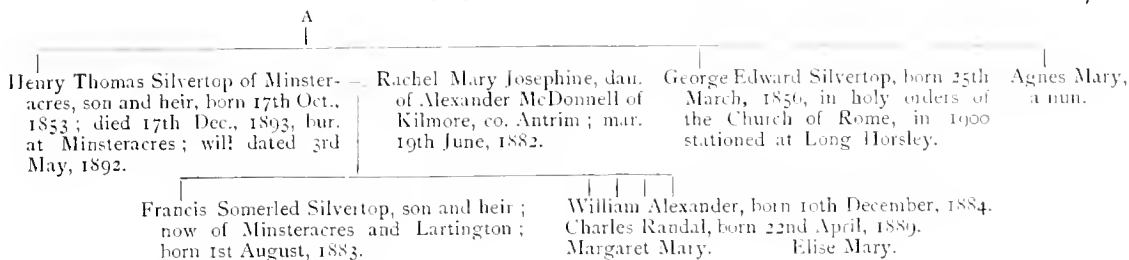 A
Henry Thomas Silvertop of Minster-
acres, son and heir, born 17th Oct.,
1853 ; died 17th Dec., 1893, bur.
at Minsteracres ; will dated 3rd
May, 1892.
Rachel Mary Josephine, dau.
of Alexander McDonnell of
Kilmore, co. Antrim ; mar.
19th June, 1882.
George Edward Silvertop, born 25th
March, 1856, in holy orders of
the Church of Rome, in 1900
stationed at Long Horsley.
Agnes Mary,
a nun.
Francis Somerled Silvertop, son and heir ;
now of Minsteracres and Lartington ;
born 1st August, 1883.
William Alexander, born 10th December, 1884.
Charles Randal, born 22nd April, 1889.
Margaret Mary. Elise Mary.